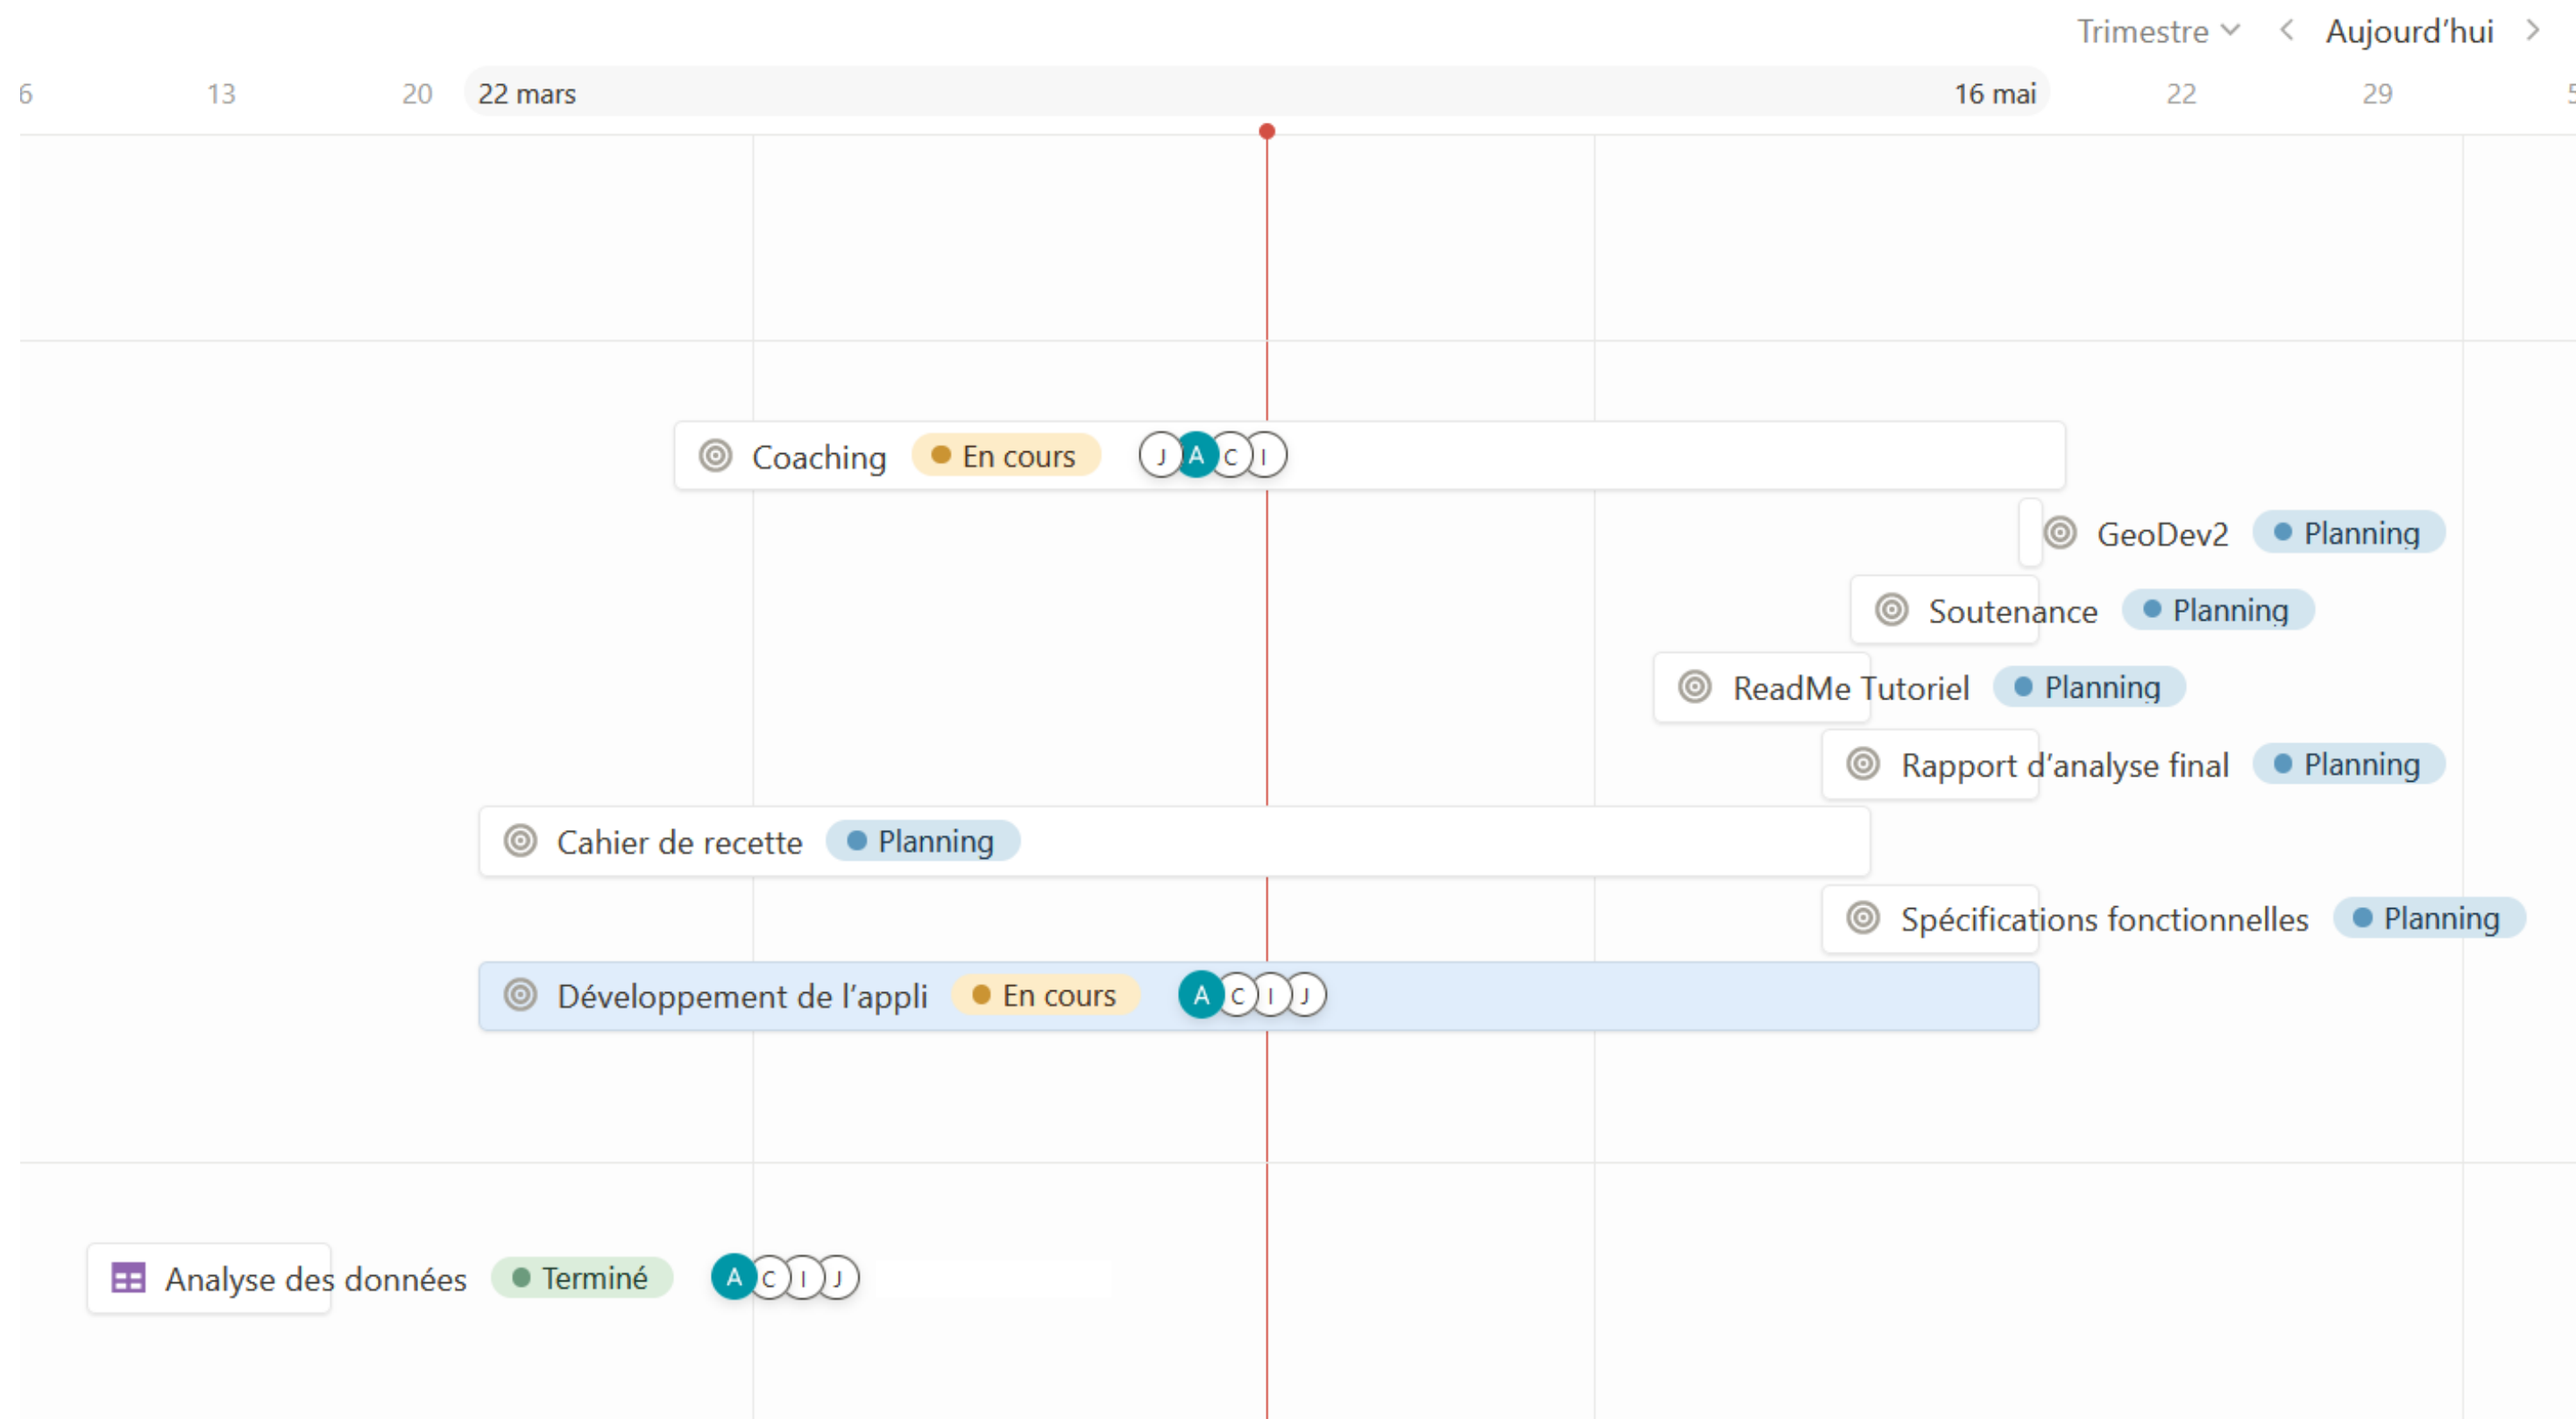 Trimestre Aujourd'hui
6 13 20 22 mars 16 mai 22 29 5
Coaching En cours J A C I
GeoDev2 Planning
Soutenance Planning
ReadMe Tutoriel Planning
Rapport d'analyse final Planning
Cahier de recette Planning
Spécifications fonctionnelles Planning
Développement de l'appli En cours A C I J
Analyse des données Terminé A C I J